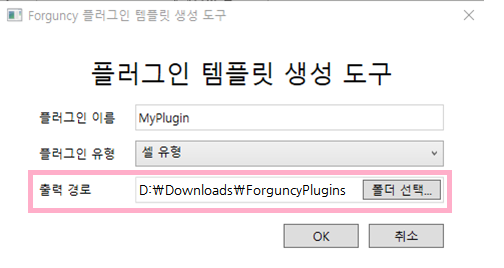 Forguncy 플러그인 템플릿 생성 도구
플러그인 템플릿 생성 도구
플러그인 이름 MyPlugin
플러그인 유형 셀 유형
출력 경로 D:￦Downloads￦ForguncyPlugins 폴더 선택...
OK 취소